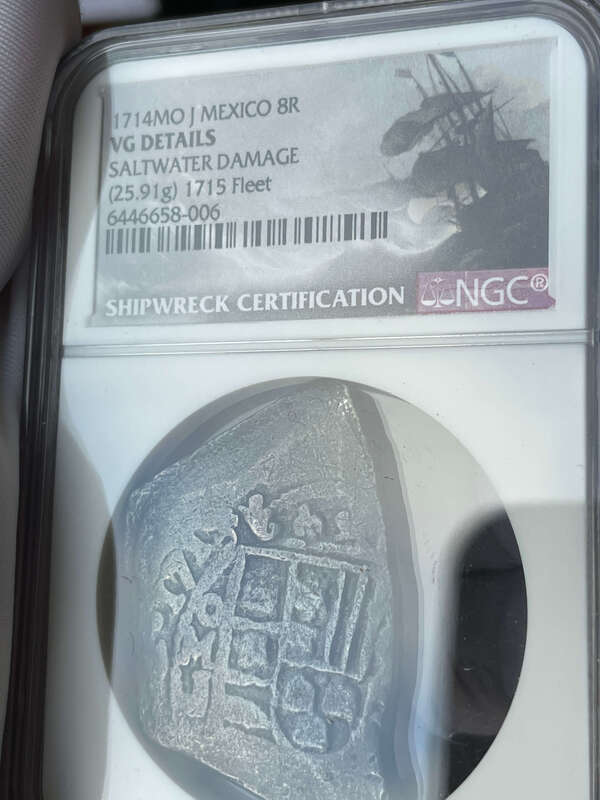 1714MO J MEXICO 8R
VG DETAILS
SALTWATER DAMAGE
(25.91g) 1715 Fleet
6446658-006
SHIPWRECK CERTIFICATION NGC®